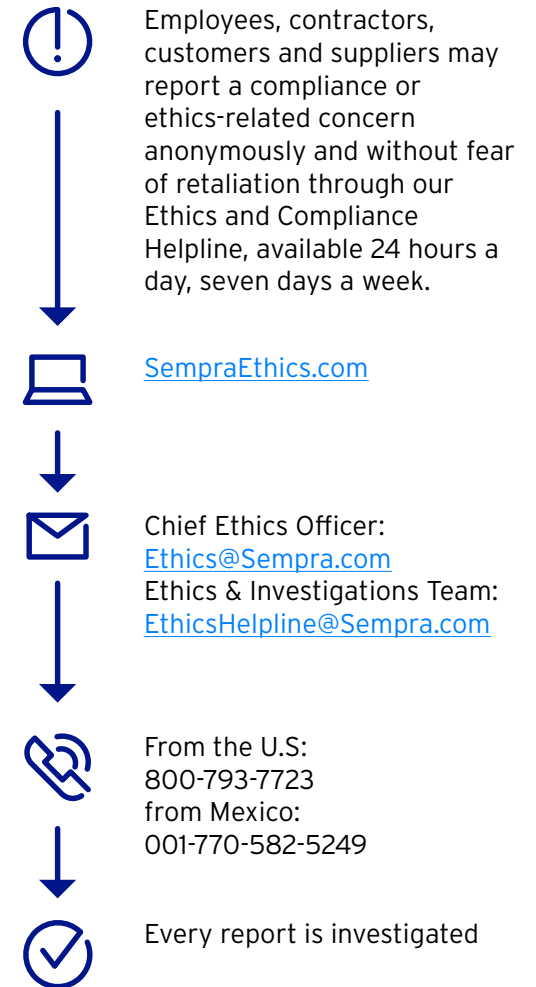 Employees, contractors,
customers and suppliers may
report a compliance or
ethics-related concern
anonymously and without fear
of retaliation through our
Ethics and Compliance
Helpline, available 24 hours a
day, seven days a week.
SempraEthics.com
Chief Ethics Officer:
Ethics@Sempra.com
Ethics & Investigations Team:
EthicsHelpline@Sempra.com
From the U.S:
800-793-7723
from Mexico:
001-770-582-5249
Every report is investigated